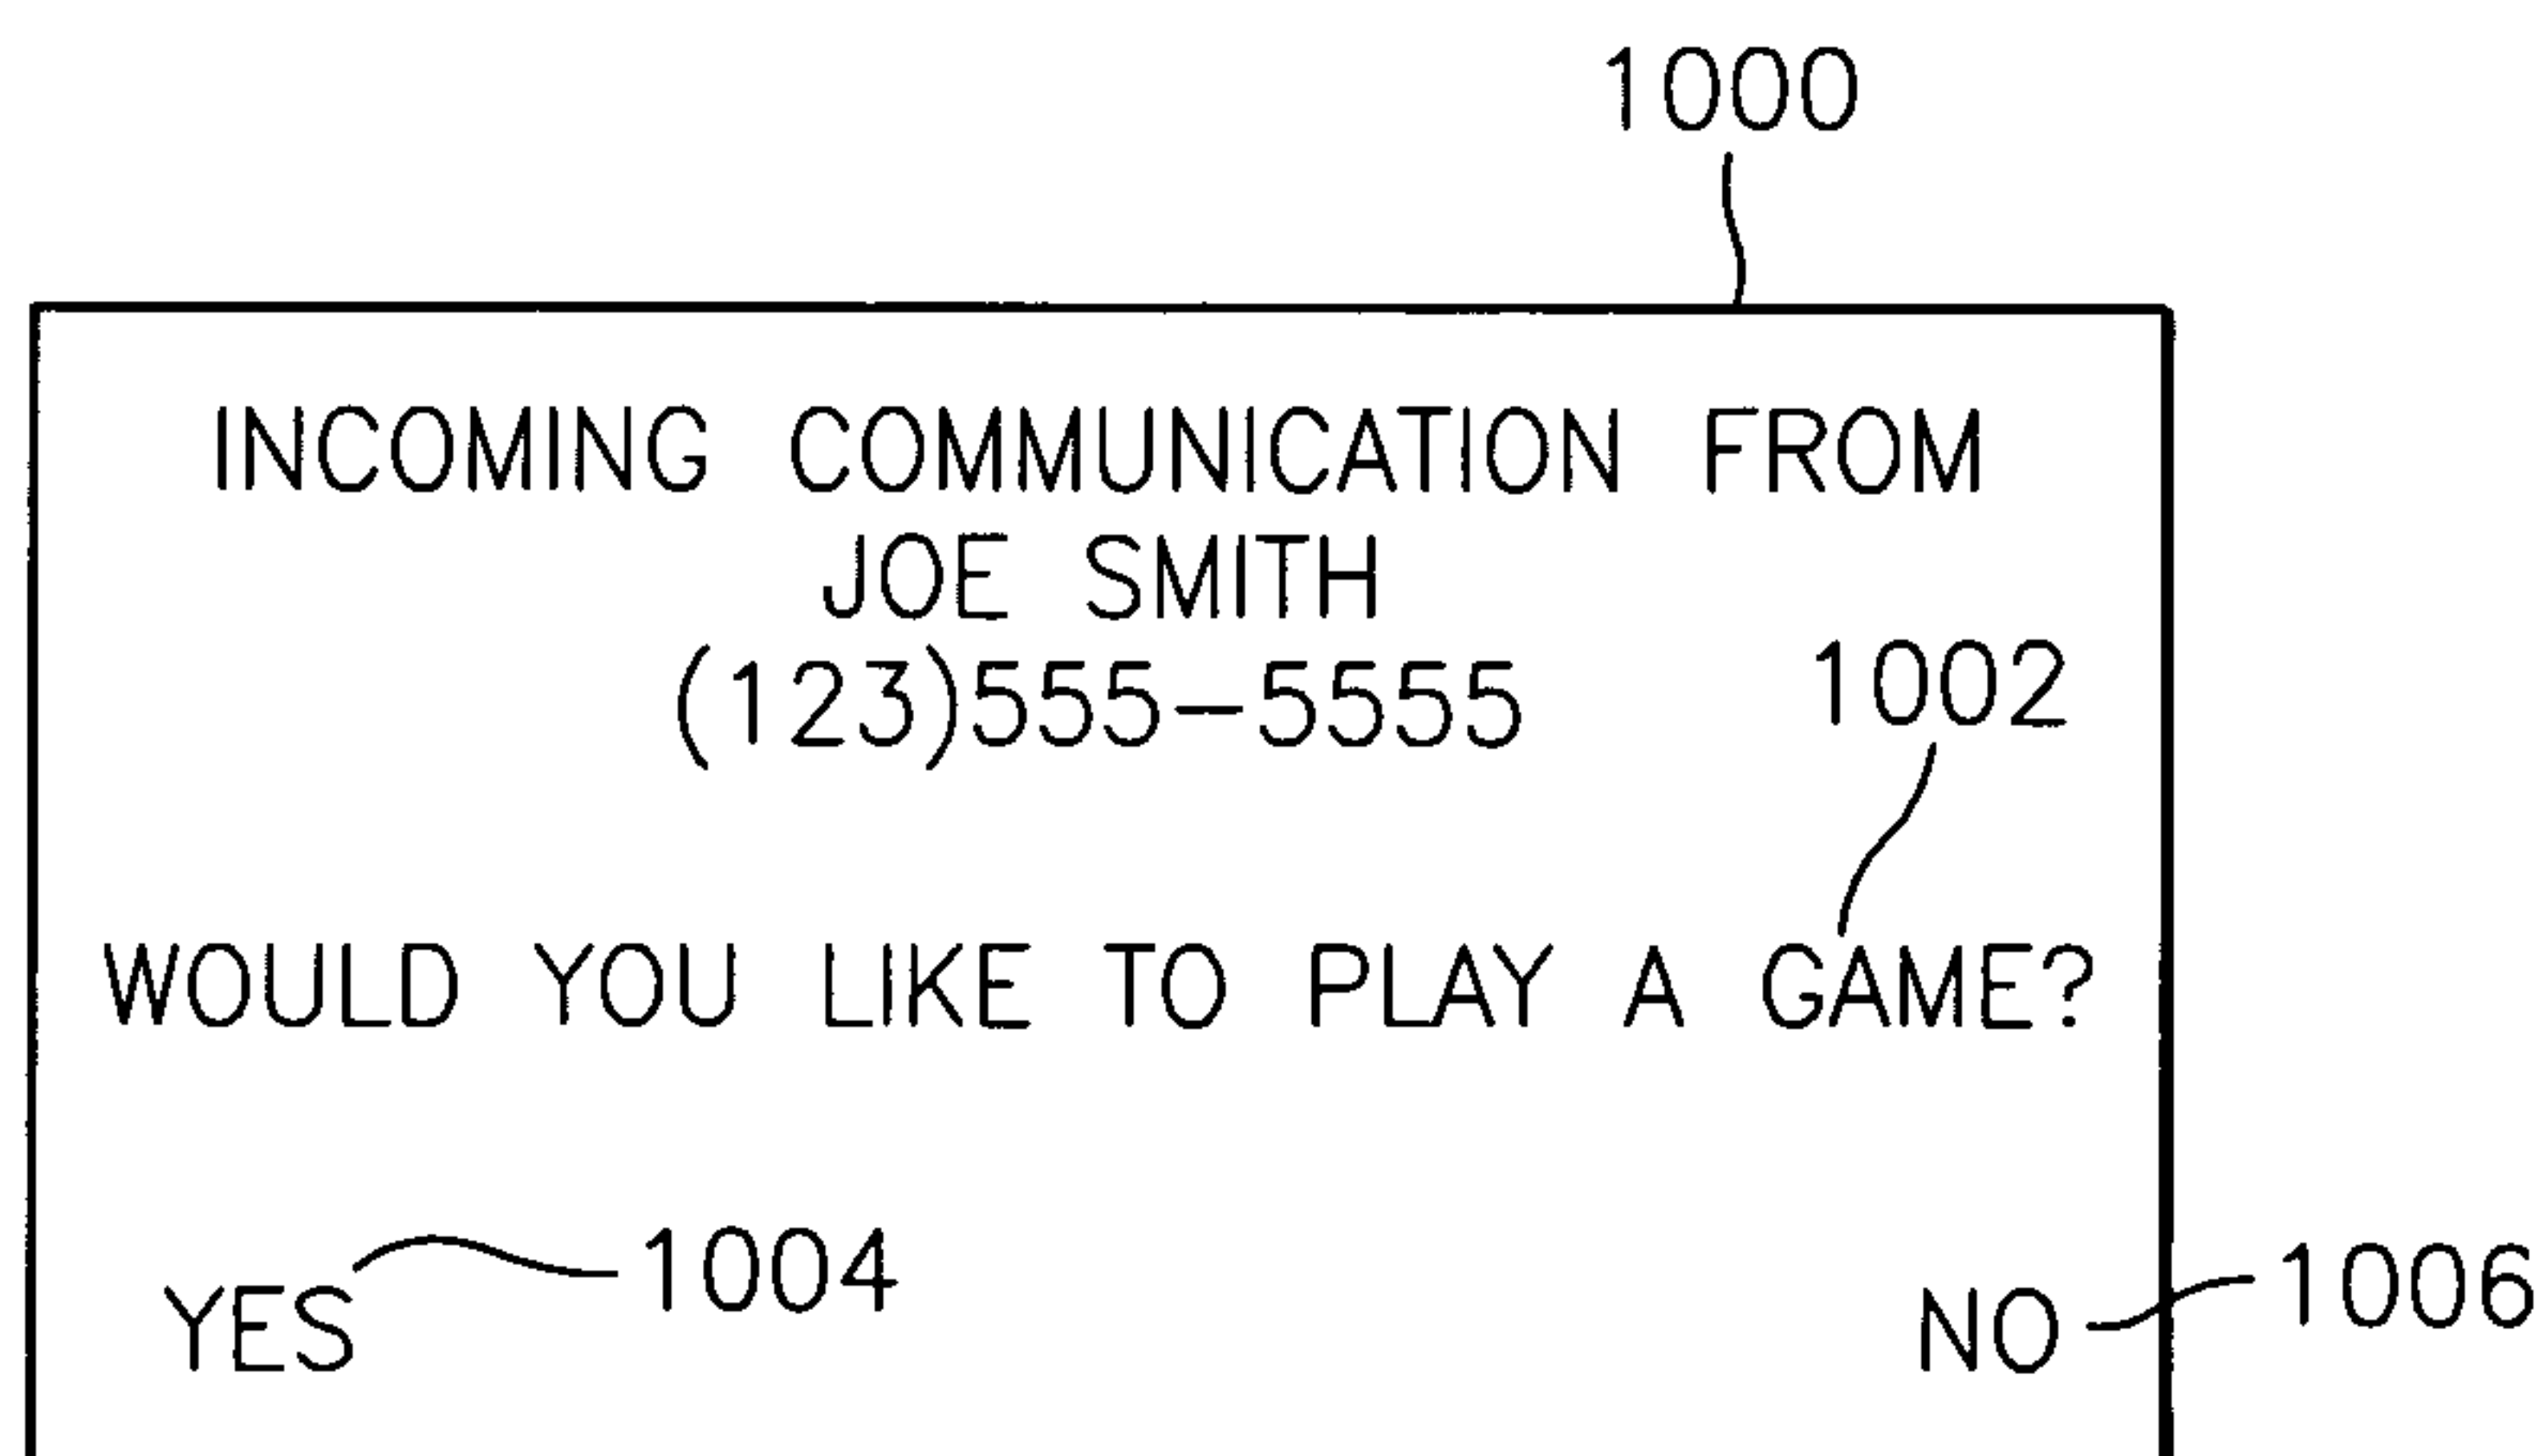 1000
INCOMING COMMUNICATION FROM
JOE SMITH
(123)555-5555
1002
WOULD YOU LIKE TO PLAY A GAME?
YES 1004
NO 1006